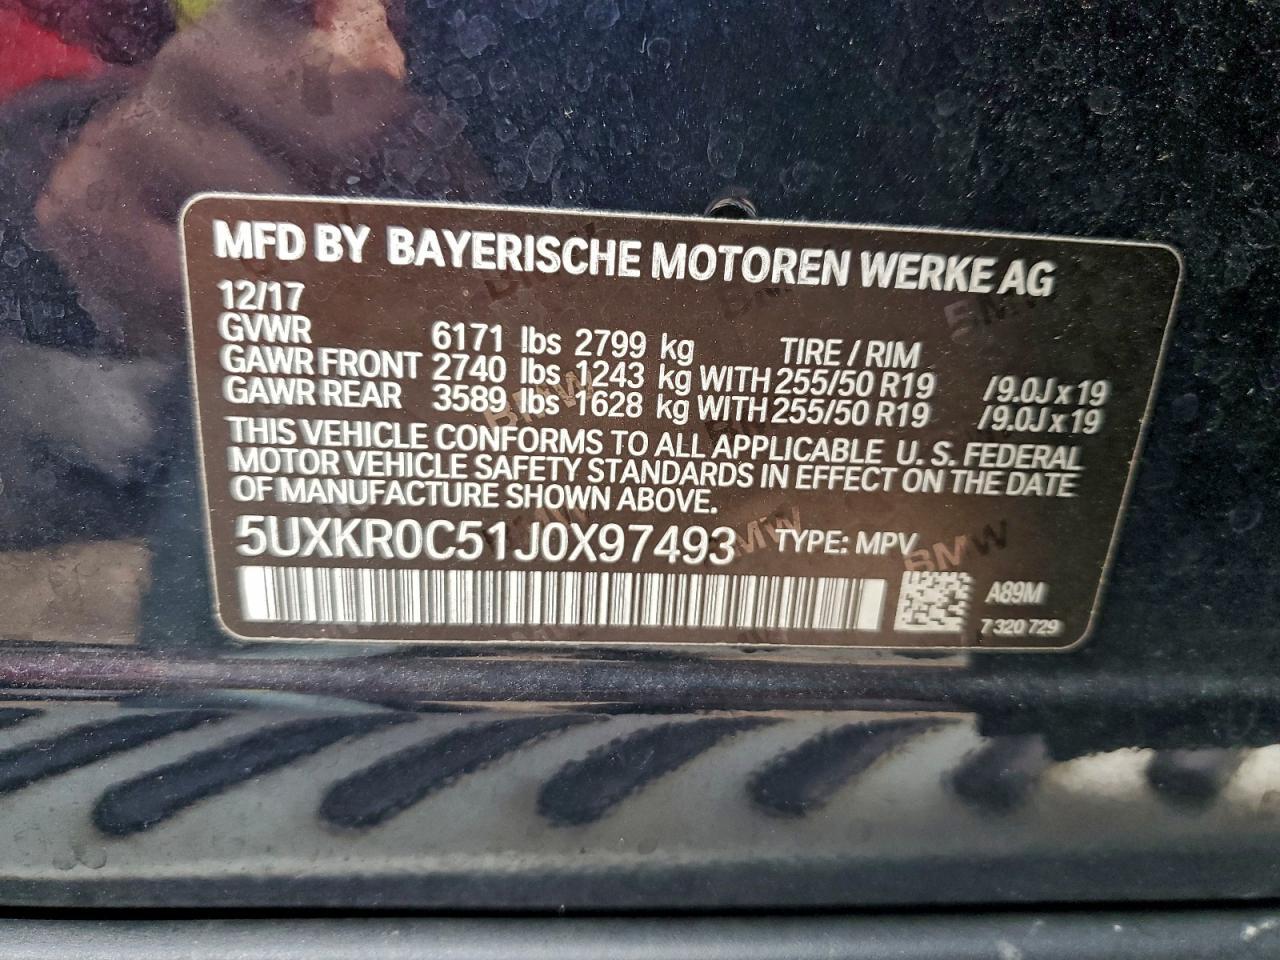 MFD BY BAYERISCHE MOTOREN WERKE AG
12/17
GVWR 6171 lbs 2799 kg TIRE / RIM
GAWR FRONT 2740 lbs 1243 kg WITH 255/50 R19 /9.0J x 19
GAWR REAR 3589 lbs 1628 kg WITH 255/50 R19 /9.0J x 19
THIS VEHICLE CONFORMS TO ALL APPLICABLE U. S. FEDERAL
MOTOR VEHICLE SAFETY STANDARDS IN EFFECT ON THE DATE
OF MANUFACTURE SHOWN ABOVE.
5UXKR0C51J0X97493 TYPE: MPV
A89M
7 320 729